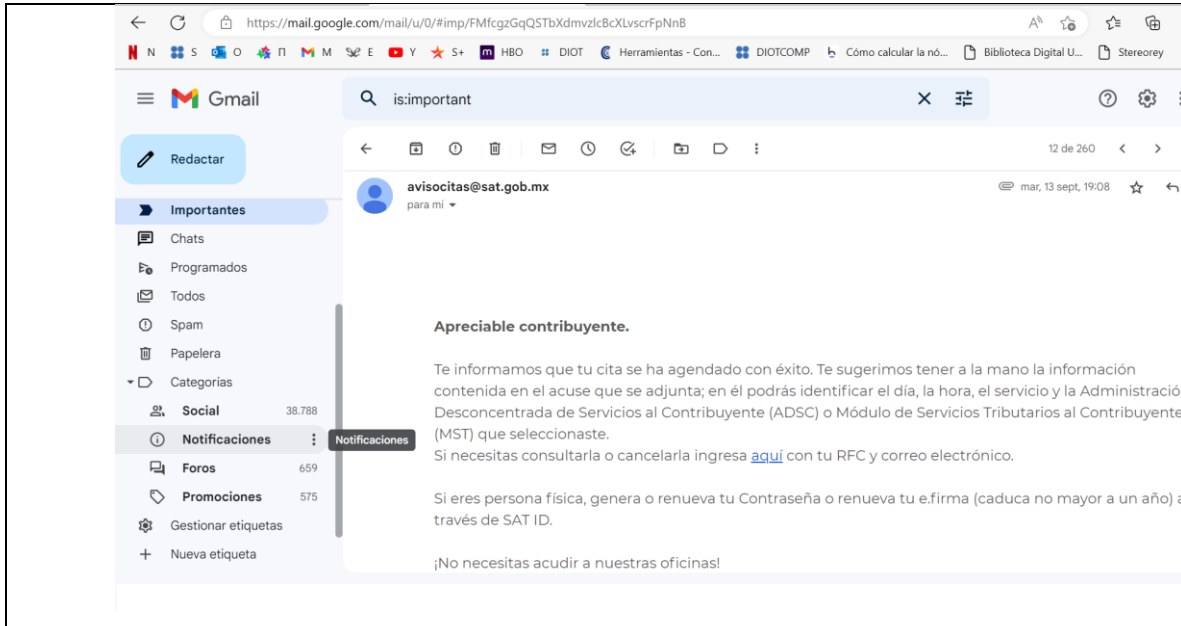 https://mail.google.com/mail/u/0/#imp/FMfcgzGqQSTbXdmvzlcBcXLvscrFpNnB
N N S O П M M E Y S+ m HBO DIOT Herramientas - Con... DIOTCOMP Cómo calcular la nó... Biblioteca Digital U... Stereorey
Gmail
is:important
Redactar
12 de 260
avisocitas@sat.gob.mx
mar, 13 sept, 19:08
para mí
Importantes
Chats
Programados
Todos
Spam
Papelera
Categorías
Social 38.788
Notificaciones
Notificaciones
Foros 659
Promociones 575
Gestionar etiquetas
Nueva etiqueta
Apreciable contribuyente.
Te informamos que tu cita se ha agendado con éxito. Te sugerimos tener a la mano la información
contenida en el acuse que se adjunta; en él podrás identificar el día, la hora, el servicio y la Administració
Desconcentrada de Servicios al Contribuyente (ADSC) o Módulo de Servicios Tributarios al Contribuyente
(MST) que seleccionaste.
Si necesitas consultarla o cancelarla ingresa aquí con tu RFC y correo electrónico.
Si eres persona física, genera o renueva tu Contraseña o renueva tu e.firma (caduca no mayor a un año) a
través de SAT ID.
¡No necesitas acudir a nuestras oficinas!